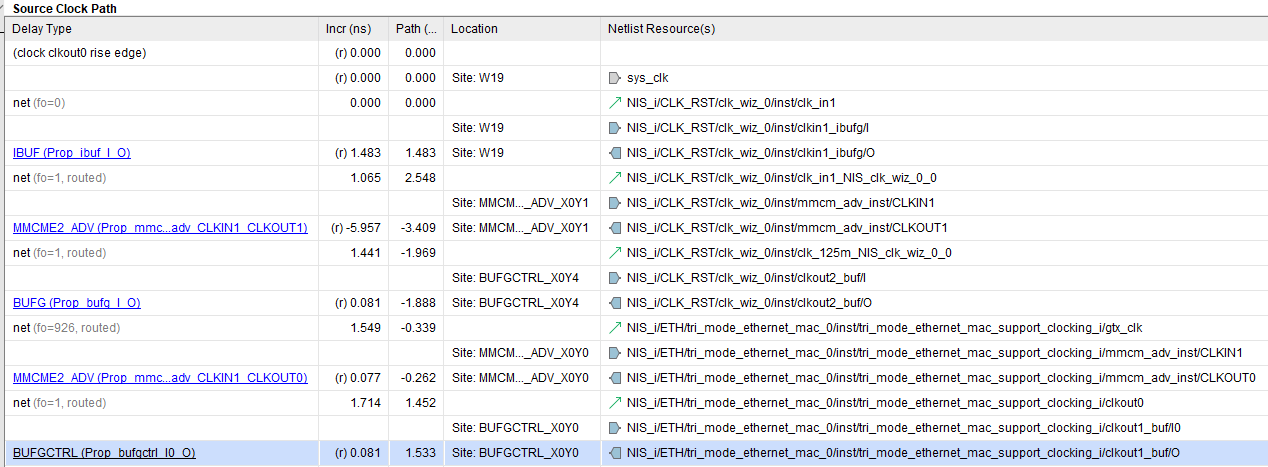 Source Clock Path
Delay Type Incr (ns) Path (... Location Netlist Resource(s)
(clock clkout0 rise edge) (r) 0.000 0.000
(r) 0.000 0.000 Site: W19 sys_clk
net (fo=0) 0.000 0.000 NIS_i/CLK_RST/clk_wiz_0/inst/clk_in1
Site: W19 NIS_i/CLK_RST/clk_wiz_0/inst/clkin1_ibufg/I
IBUF (Prop_ibuf_I_O) (r) 1.483 1.483 Site: W19 NIS_i/CLK_RST/clk_wiz_0/inst/clkin1_ibufg/O
net (fo=1, routed) 1.065 2.548 NIS_i/CLK_RST/clk_wiz_0/inst/clk_in1_NIS_clk_wiz_0_0
Site: MMCM..._ADV_X0Y1 NIS_i/CLK_RST/clk_wiz_0/inst/mmcm_adv_inst/CLKIN1
MMCME2_ADV (Prop_mmc...adv_CLKIN1_CLKOUT1) (r) -5.957 -3.409 Site: MMCM..._ADV_X0Y1 NIS_i/CLK_RST/clk_wiz_0/inst/mmcm_adv_inst/CLKOUT1
net (fo=1, routed) 1.441 -1.969 NIS_i/CLK_RST/clk_wiz_0/inst/clk_125m_NIS_clk_wiz_0_0
Site: BUFGCTRL_X0Y4 NIS_i/CLK_RST/clk_wiz_0/inst/clkout2_buf/I
BUFG (Prop_bufg_I_O) (r) 0.081 -1.888 Site: BUFGCTRL_X0Y4 NIS_i/CLK_RST/clk_wiz_0/inst/clkout2_buf/O
net (fo=926, routed) 1.549 -0.339 NIS_i/ETH/tri_mode_ethernet_mac_0/inst/tri_mode_ethernet_mac_support_clocking_i/gtx_clk
Site: MMCM..._ADV_X0Y0 NIS_i/ETH/tri_mode_ethernet_mac_0/inst/tri_mode_ethernet_mac_support_clocking_i/mmcm_adv_inst/CLKIN1
MMCME2_ADV (Prop_mmc...adv_CLKIN1_CLKOUT0) (r) 0.077 -0.262 Site: MMCM..._ADV_X0Y0 NIS_i/ETH/tri_mode_ethernet_mac_0/inst/tri_mode_ethernet_mac_support_clocking_i/mmcm_adv_inst/CLKOUT0
net (fo=1, routed) 1.714 1.452 NIS_i/ETH/tri_mode_ethernet_mac_0/inst/tri_mode_ethernet_mac_support_clocking_i/clkout0
Site: BUFGCTRL_X0Y0 NIS_i/ETH/tri_mode_ethernet_mac_0/inst/tri_mode_ethernet_mac_support_clocking_i/clkout1_buf/I0
BUFGCTRL (Prop_bufgctrl_I0_O) (r) 0.081 1.533 Site: BUFGCTRL_X0Y0 NIS_i/ETH/tri_mode_ethernet_mac_0/inst/tri_mode_ethernet_mac_support_clocking_i/clkout1_buf/O